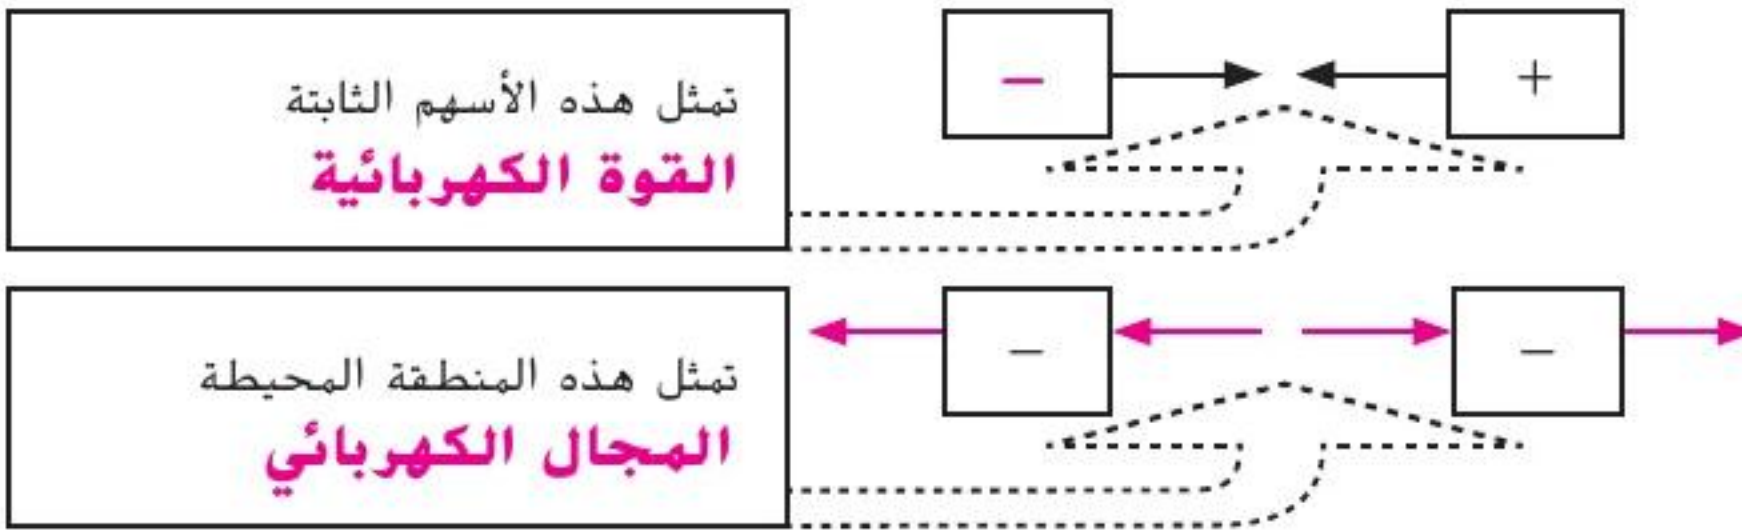 تمثل هذه الأسهم الثابتة
القوة الكهربائية
− +
تمثل هذه المنطقة المحيطة
المجال الكهربائي
− −